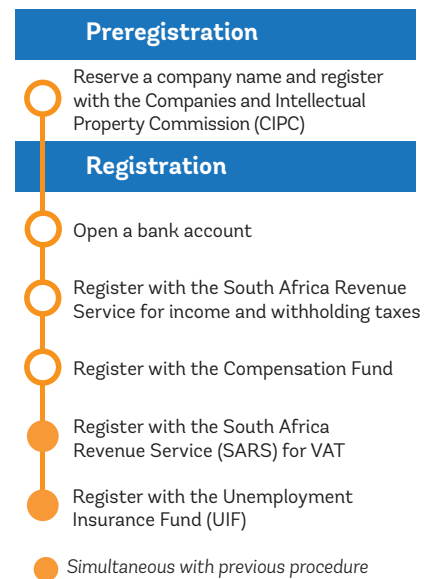 Preregistration
Reserve a company name and register
with the Companies and Intellectual
Property Commission (CIPC)
Registration
Open a bank account
Register with the South Africa Revenue
Service for income and withholding taxes
Register with the Compensation Fund
Register with the South Africa
Revenue Service (SARS) for VAT
Register with the Unemployment
Insurance Fund (UIF)
Simultaneous with previous procedure